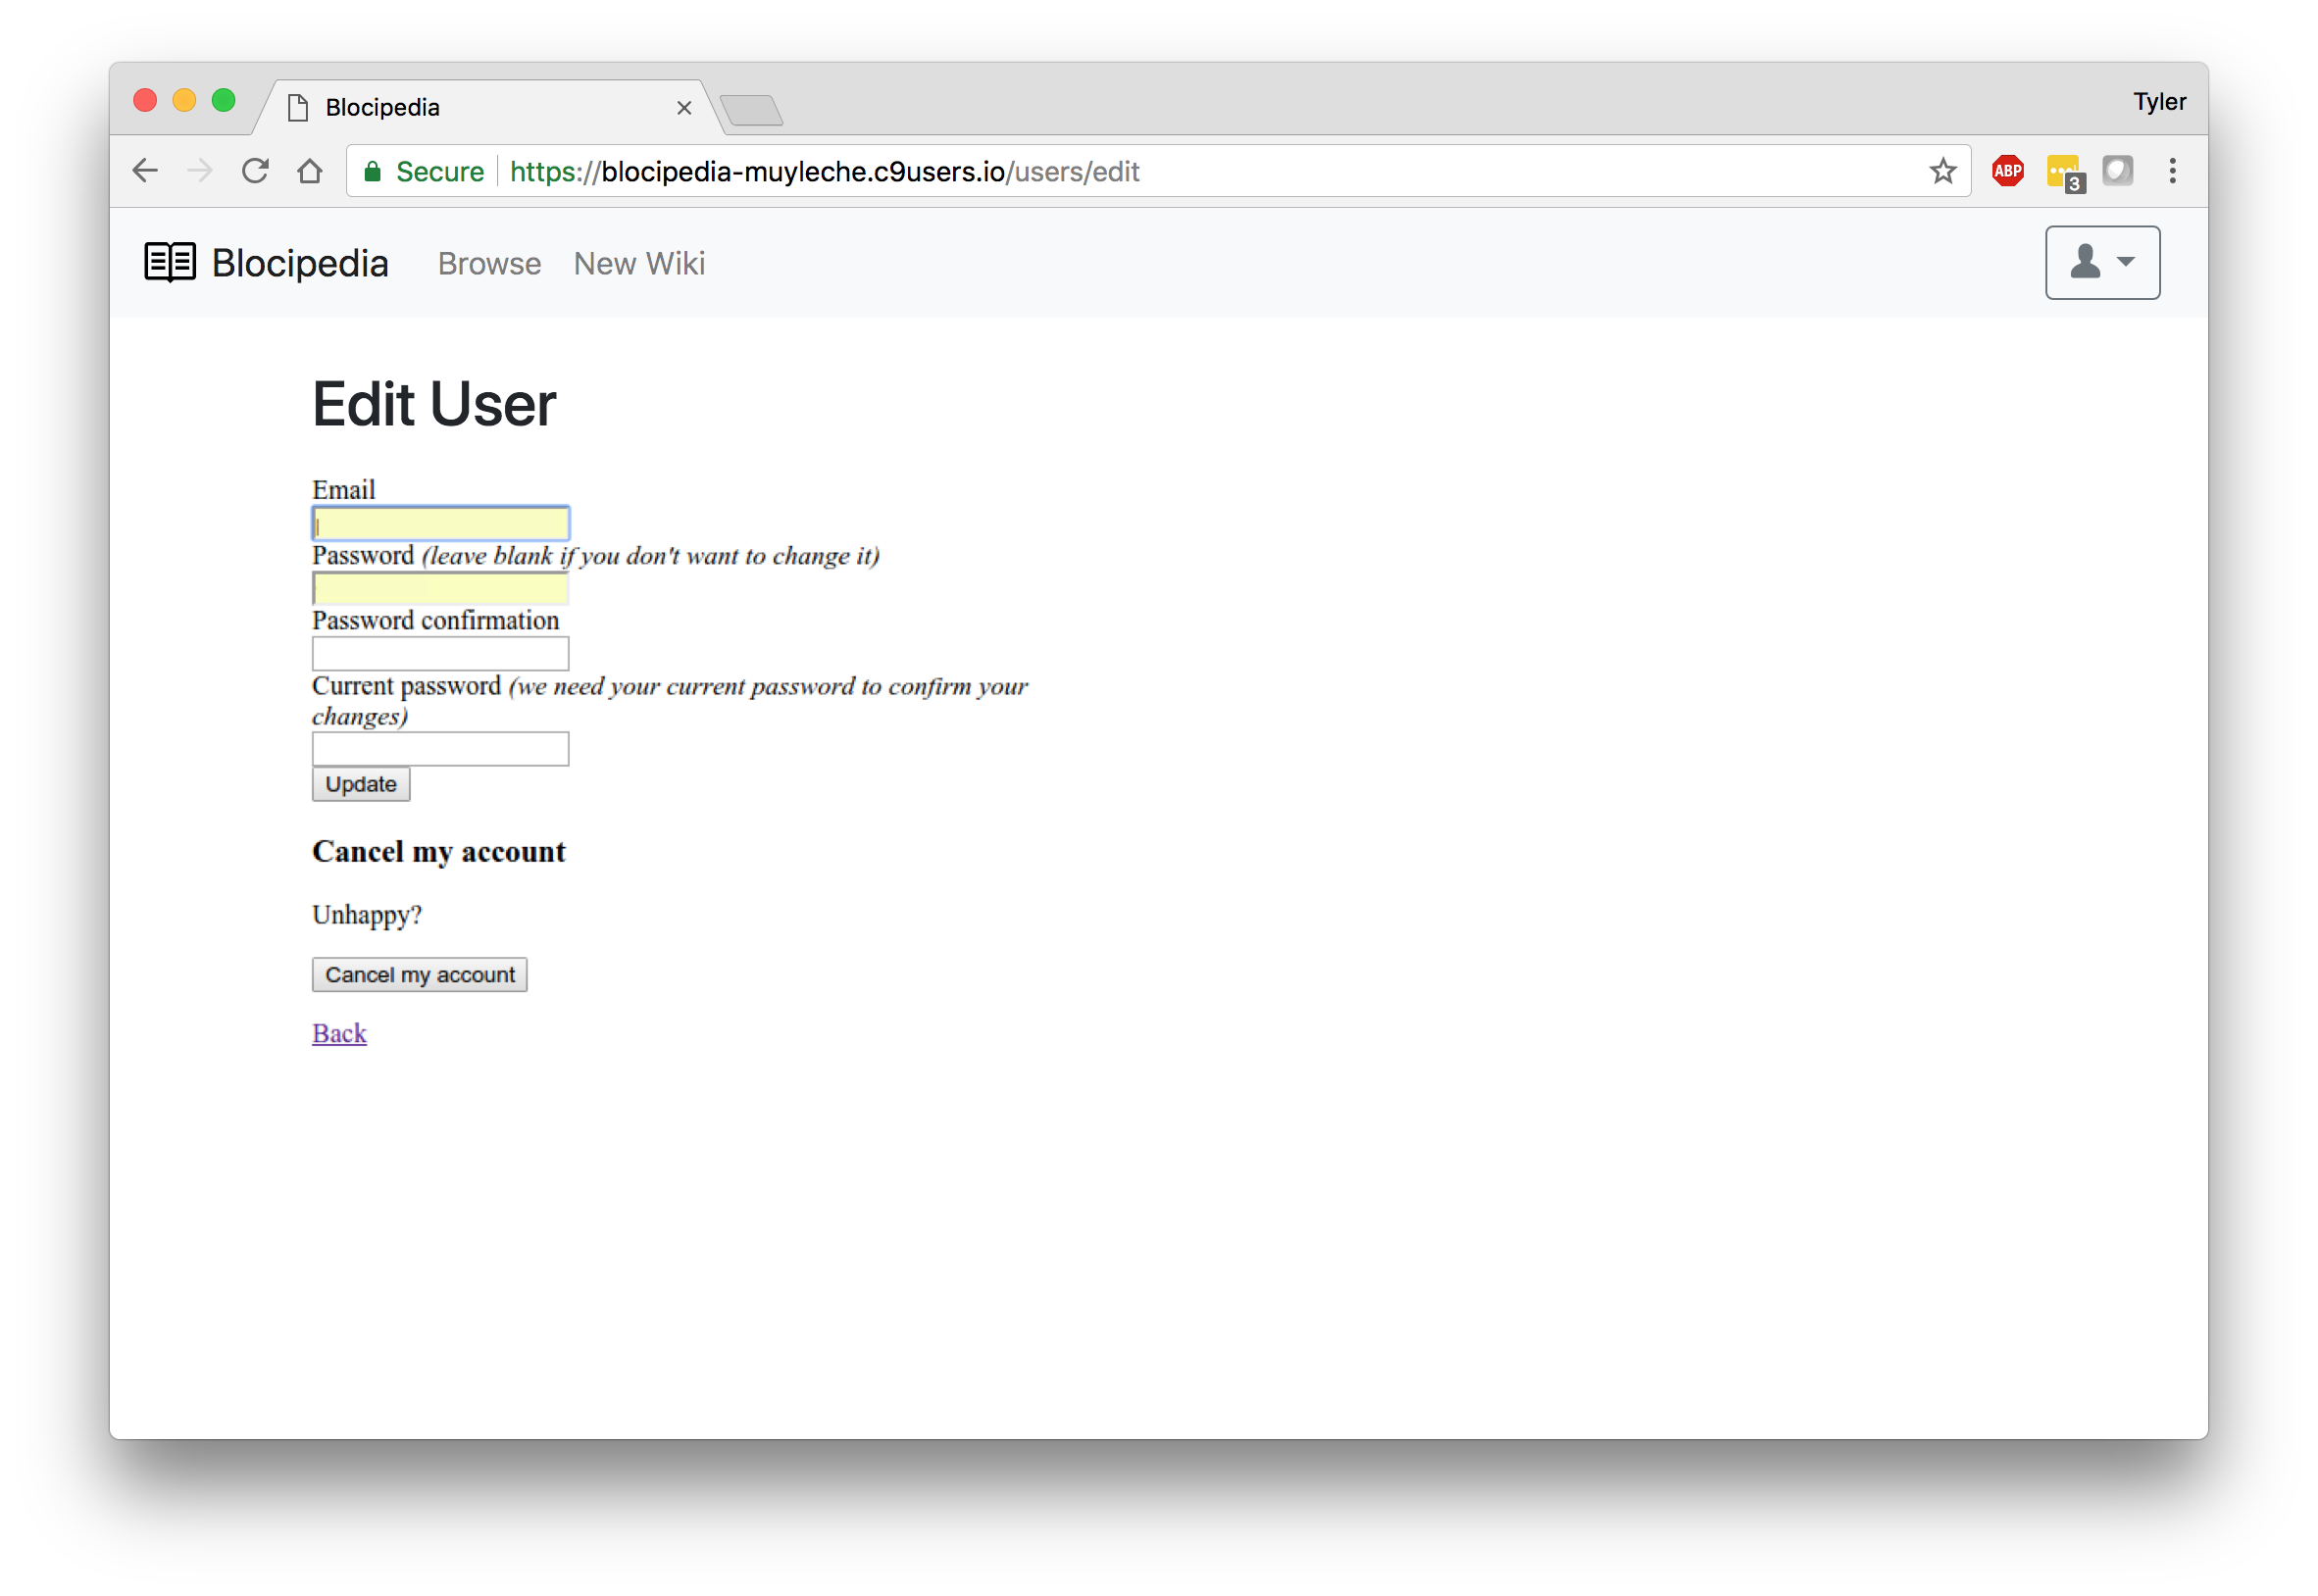 Blocipedia
Tyler
Secure https://blocipedia-muyleche.c9users.io/users/edit
ABP
3
Blocipedia Browse New Wiki
Edit User
Email
Password (leave blank if you don't want to change it)
Password confirmation
Current password (we need your current password to confirm your
changes)
Update
Cancel my account
Unhappy?
Cancel my account
Back